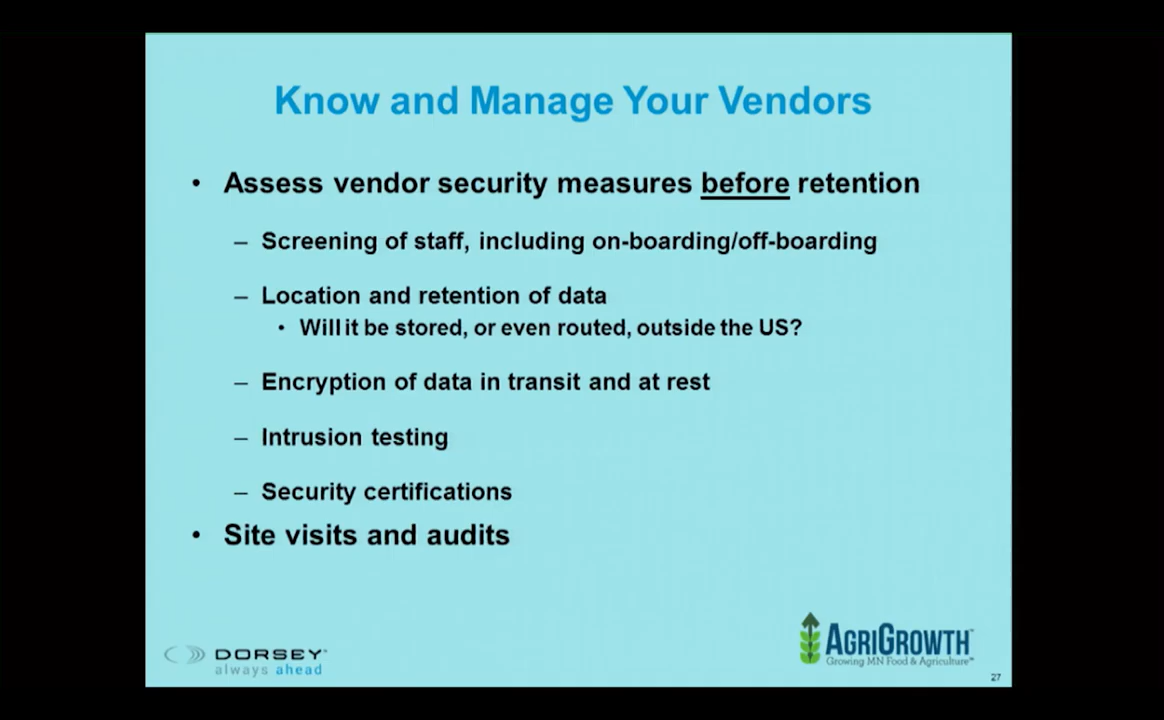 Know and Manage Your Vendors
• Assess vendor security measures before retention
– Screening of staff, including on-boarding/off-boarding
– Location and retention of data
• Will it be stored, or even routed, outside the US?
– Encryption of data in transit and at rest
– Intrusion testing
– Security certifications
• Site visits and audits
DORSEY
always ahead
AGRIGROWTH™
Growing MN Food & Agriculture™
27